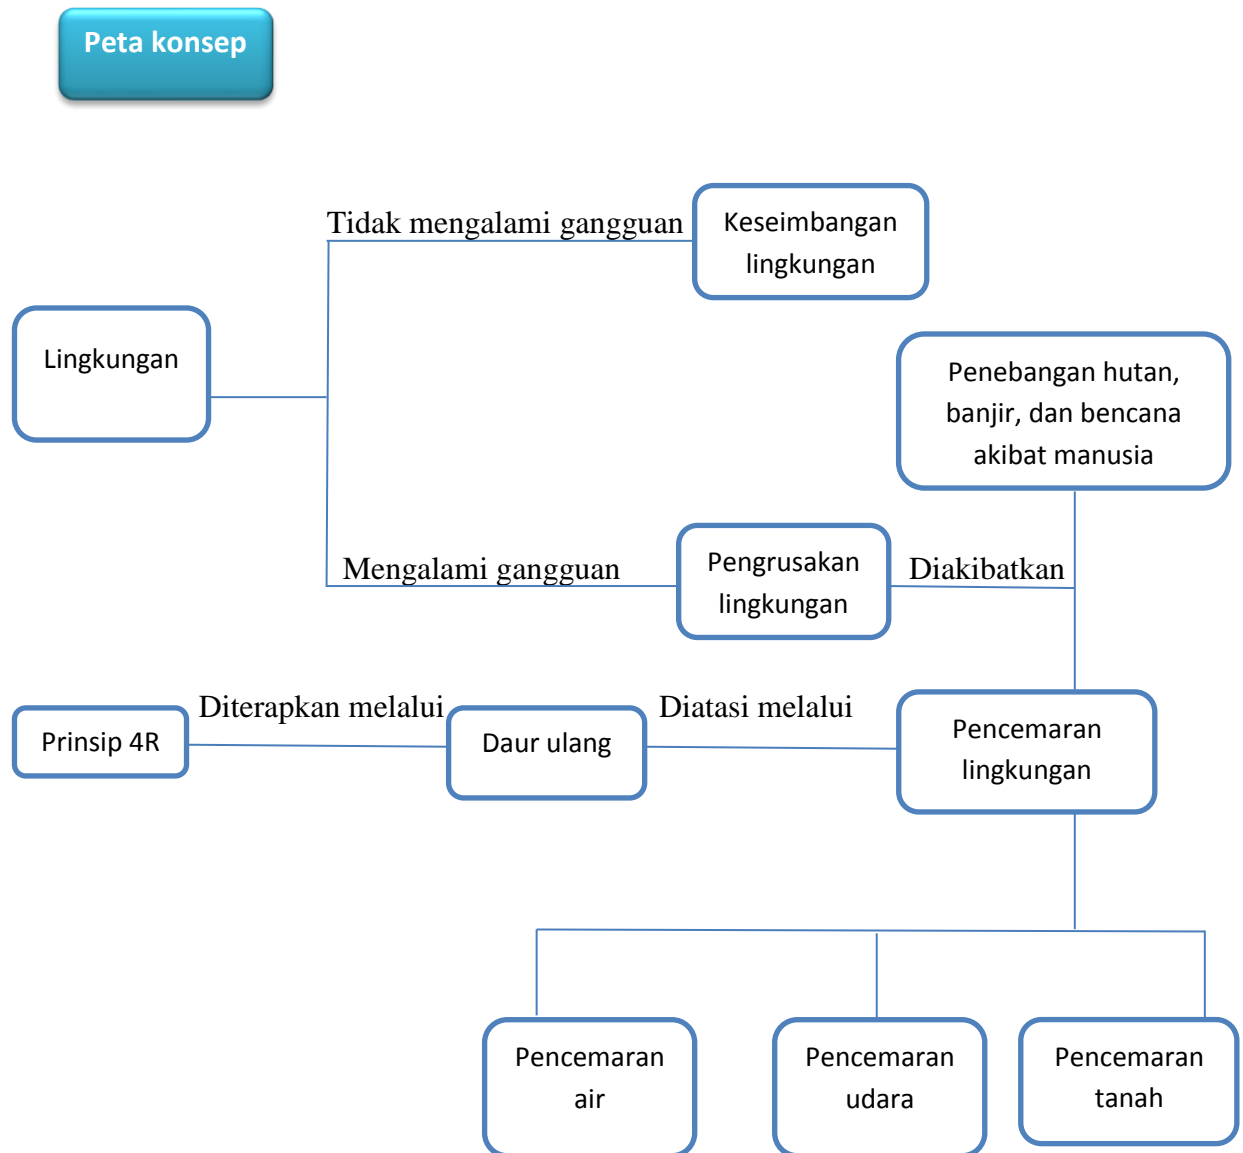 Peta konsep
Tidak mengalami gangguan
Keseimbangan
lingkungan
Lingkungan
Penebangan hutan,
banjir, dan bencana
akibat manusia
Mengalami gangguan
Pengrusakan
lingkungan
Diakibatkan
Prinsip 4R
Diterapkan melalui
Daur ulang
Diatasi melalui
Pencemaran
lingkungan
Pencemaran
air
Pencemaran
udara
Pencemaran
tanah